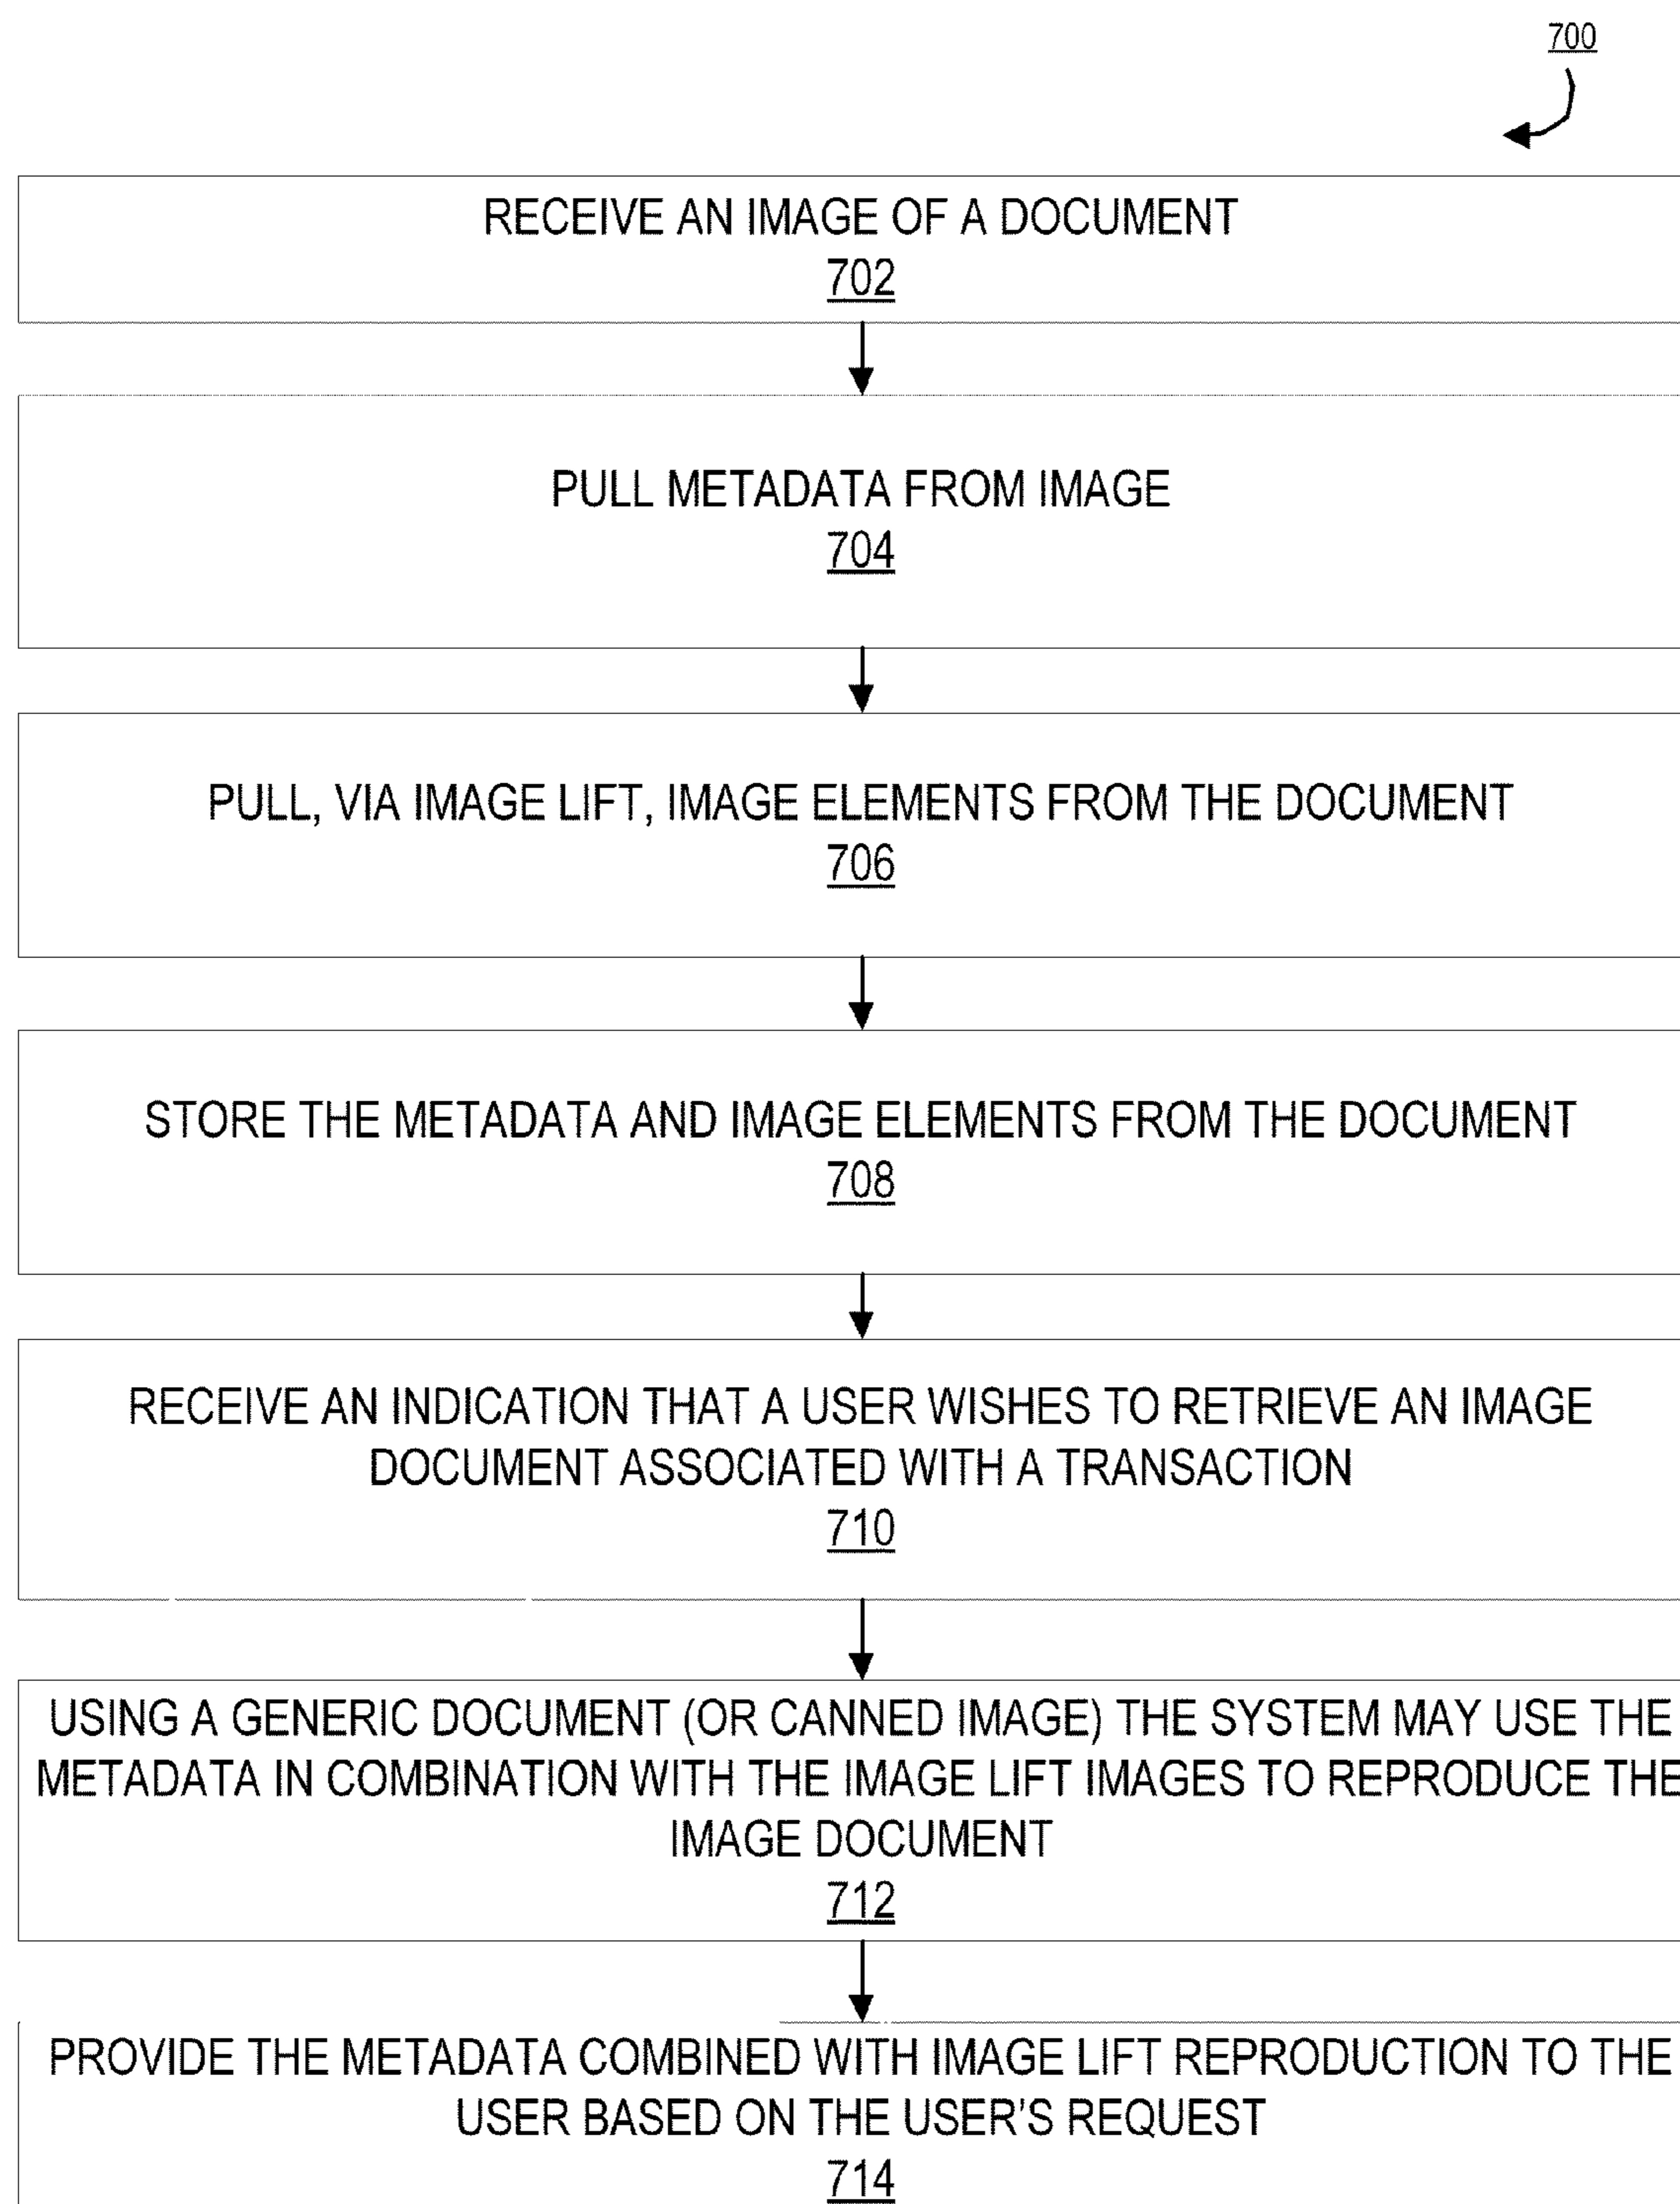 700
RECEIVE AN IMAGE OF A DOCUMENT
702
PULL METADATA FROM IMAGE
704
PULL, VIA IMAGE LIFT, IMAGE ELEMENTS FROM THE DOCUMENT
706
STORE THE METADATA AND IMAGE ELEMENTS FROM THE DOCUMENT
708
RECEIVE AN INDICATION THAT A USER WISHES TO RETRIEVE AN IMAGE
DOCUMENT ASSOCIATED WITH A TRANSACTION
710
USING A GENERIC DOCUMENT (OR CANNED IMAGE) THE SYSTEM MAY USE THE
METADATA IN COMBINATION WITH THE IMAGE LIFT IMAGES TO REPRODUCE THE
IMAGE DOCUMENT
712
PROVIDE THE METADATA COMBINED WITH IMAGE LIFT REPRODUCTION TO THE
USER BASED ON THE USER'S REQUEST
714